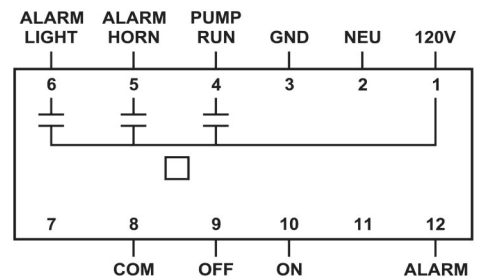 ALARM ALARM PUMP
LIGHT HORN RUN GND NEU 120V
6 5 4 3 2 1
7 8 9 10 11 12
COM OFF ON ALARM